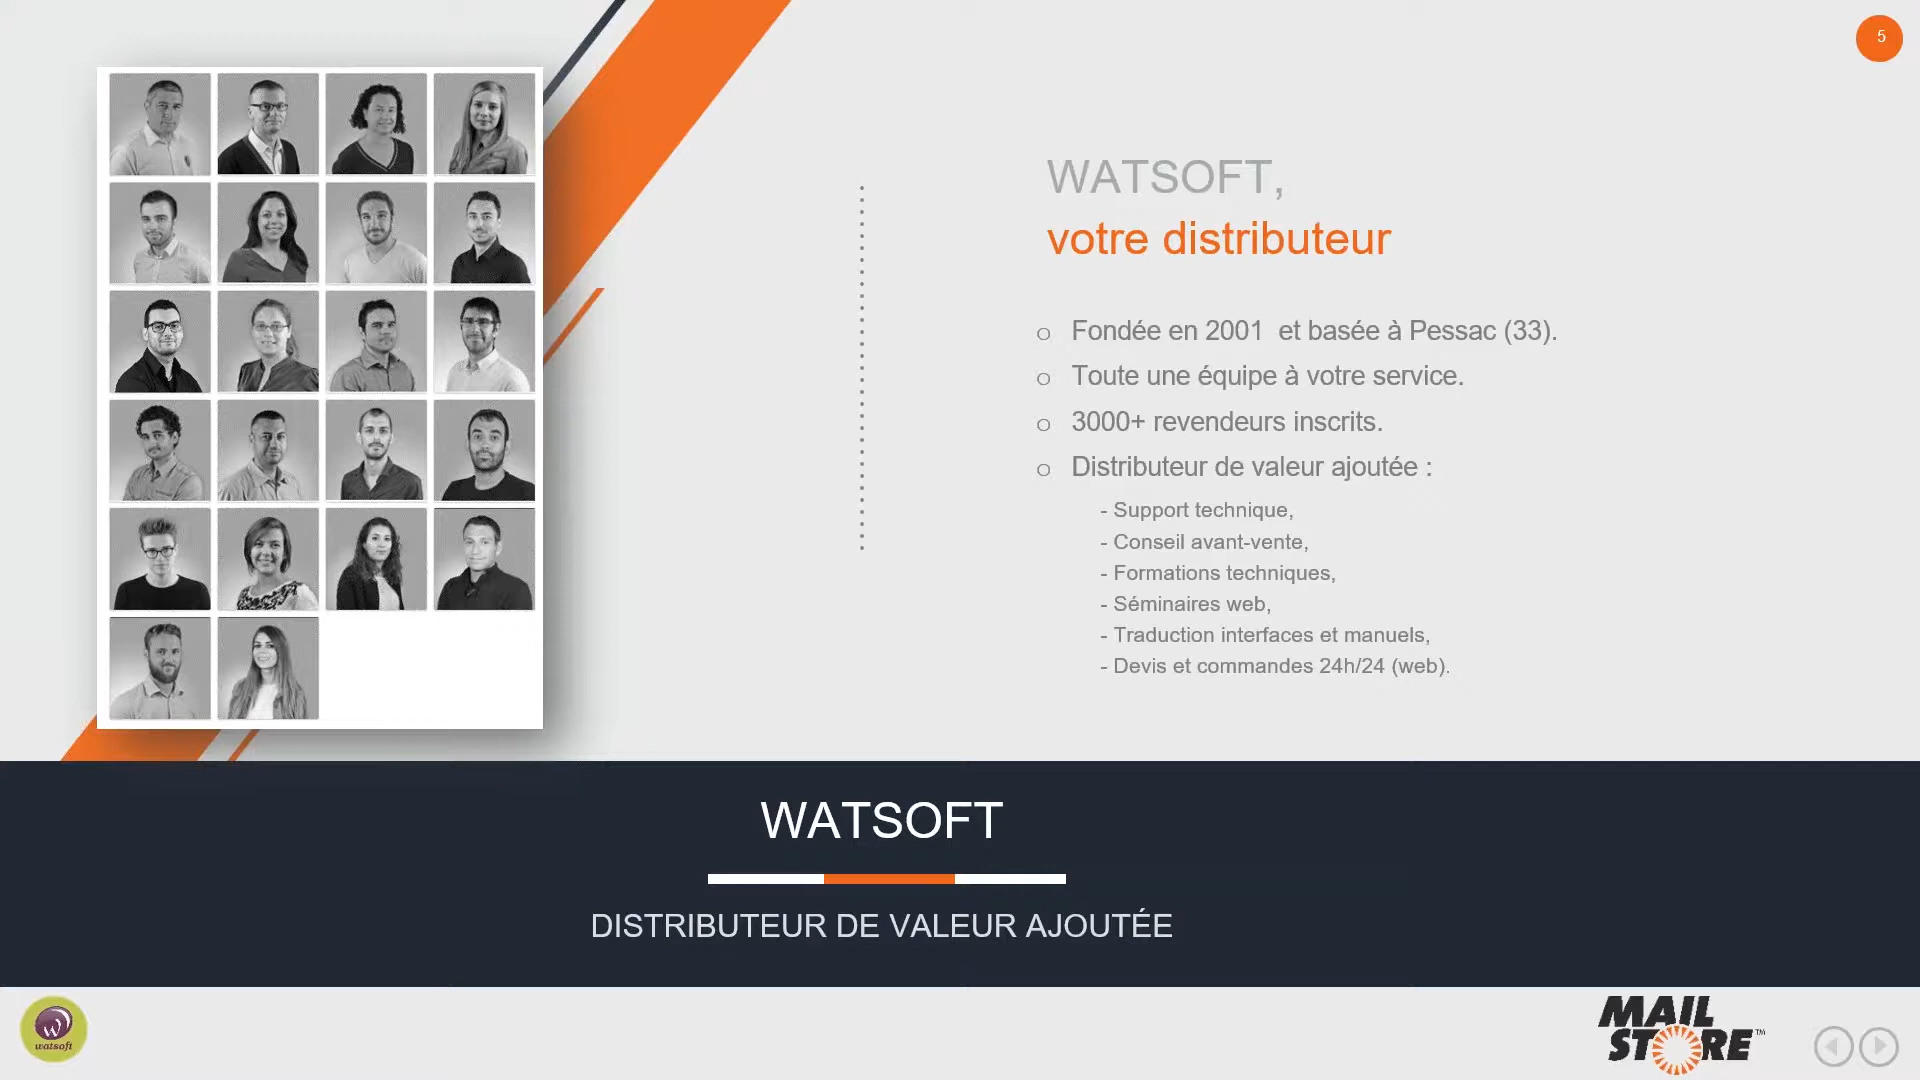 5
WATSOFT,
votre distributeur
o Fondée en 2001 et basée à Pessac (33).
o Toute une équipe à votre service.
o 3000+ revendeurs inscrits.
o Distributeur de valeur ajoutée :
- Support technique,
- Conseil avant-vente,
- Formations techniques,
- Séminaires web,
- Traduction interfaces et manuels,
- Devis et commandes 24h/24 (web).
WATSOFT
DISTRIBUTEUR DE VALEUR AJOUTÉE
W
watsoft
MAIL
STORE™